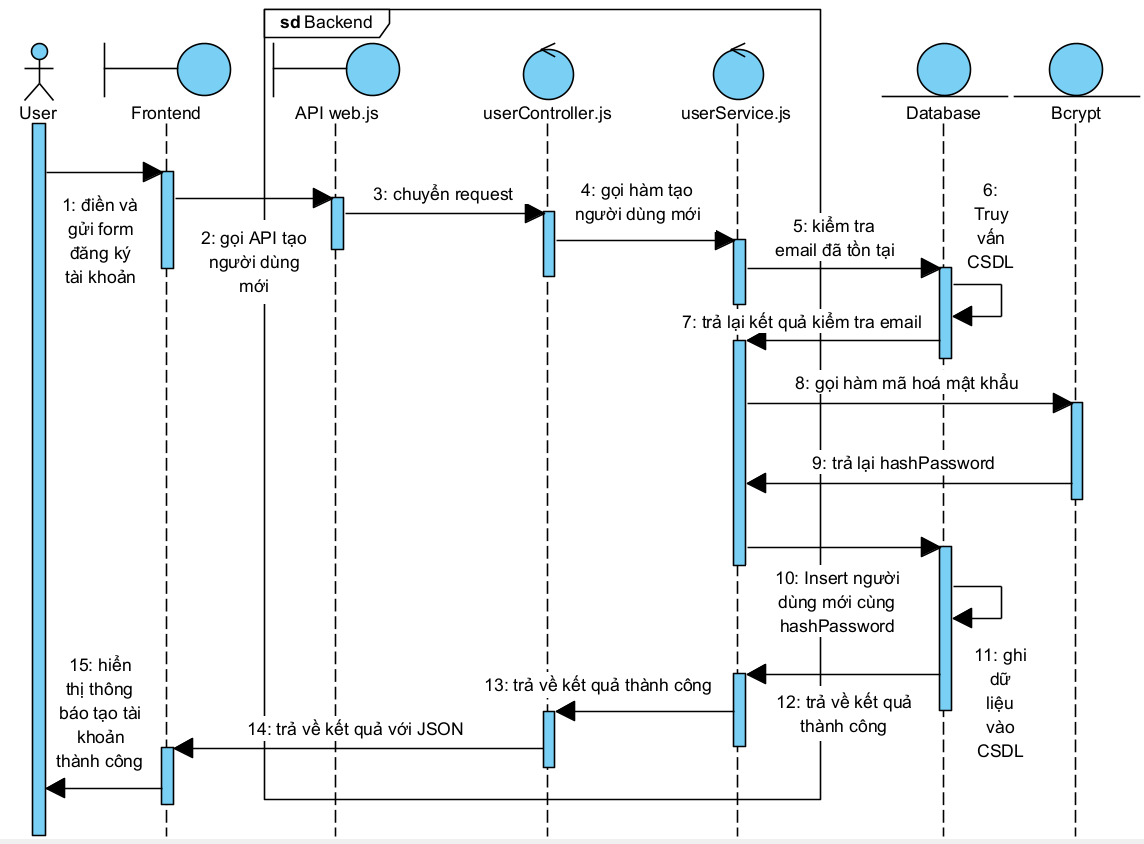 sd Backend
User
Frontend
API web.js
userController.js
userService.js
Database
Bcrypt
1: điền và
gửi form
đăng ký
tài khoản
2: gọi API tạo
người dùng
mới
3: chuyển request
4: gọi hàm tạo
người dùng mới
5: kiểm tra
email đã tồn tại
6:
Truy
vấn
CSDL
7: trả lại kết quả kiểm tra email
8: gọi hàm mã hoá mật khẩu
9: trả lại hashPassword
10: Insert người
dùng mới cùng
hashPassword
11: ghi
dữ
liệu
vào
CSDL
12: trả về kết quả
thành công
13: trả về kết quả thành công
14: trả về kết quả với JSON
15: hiển
thị thông
báo tạo tài
khoản
thành công